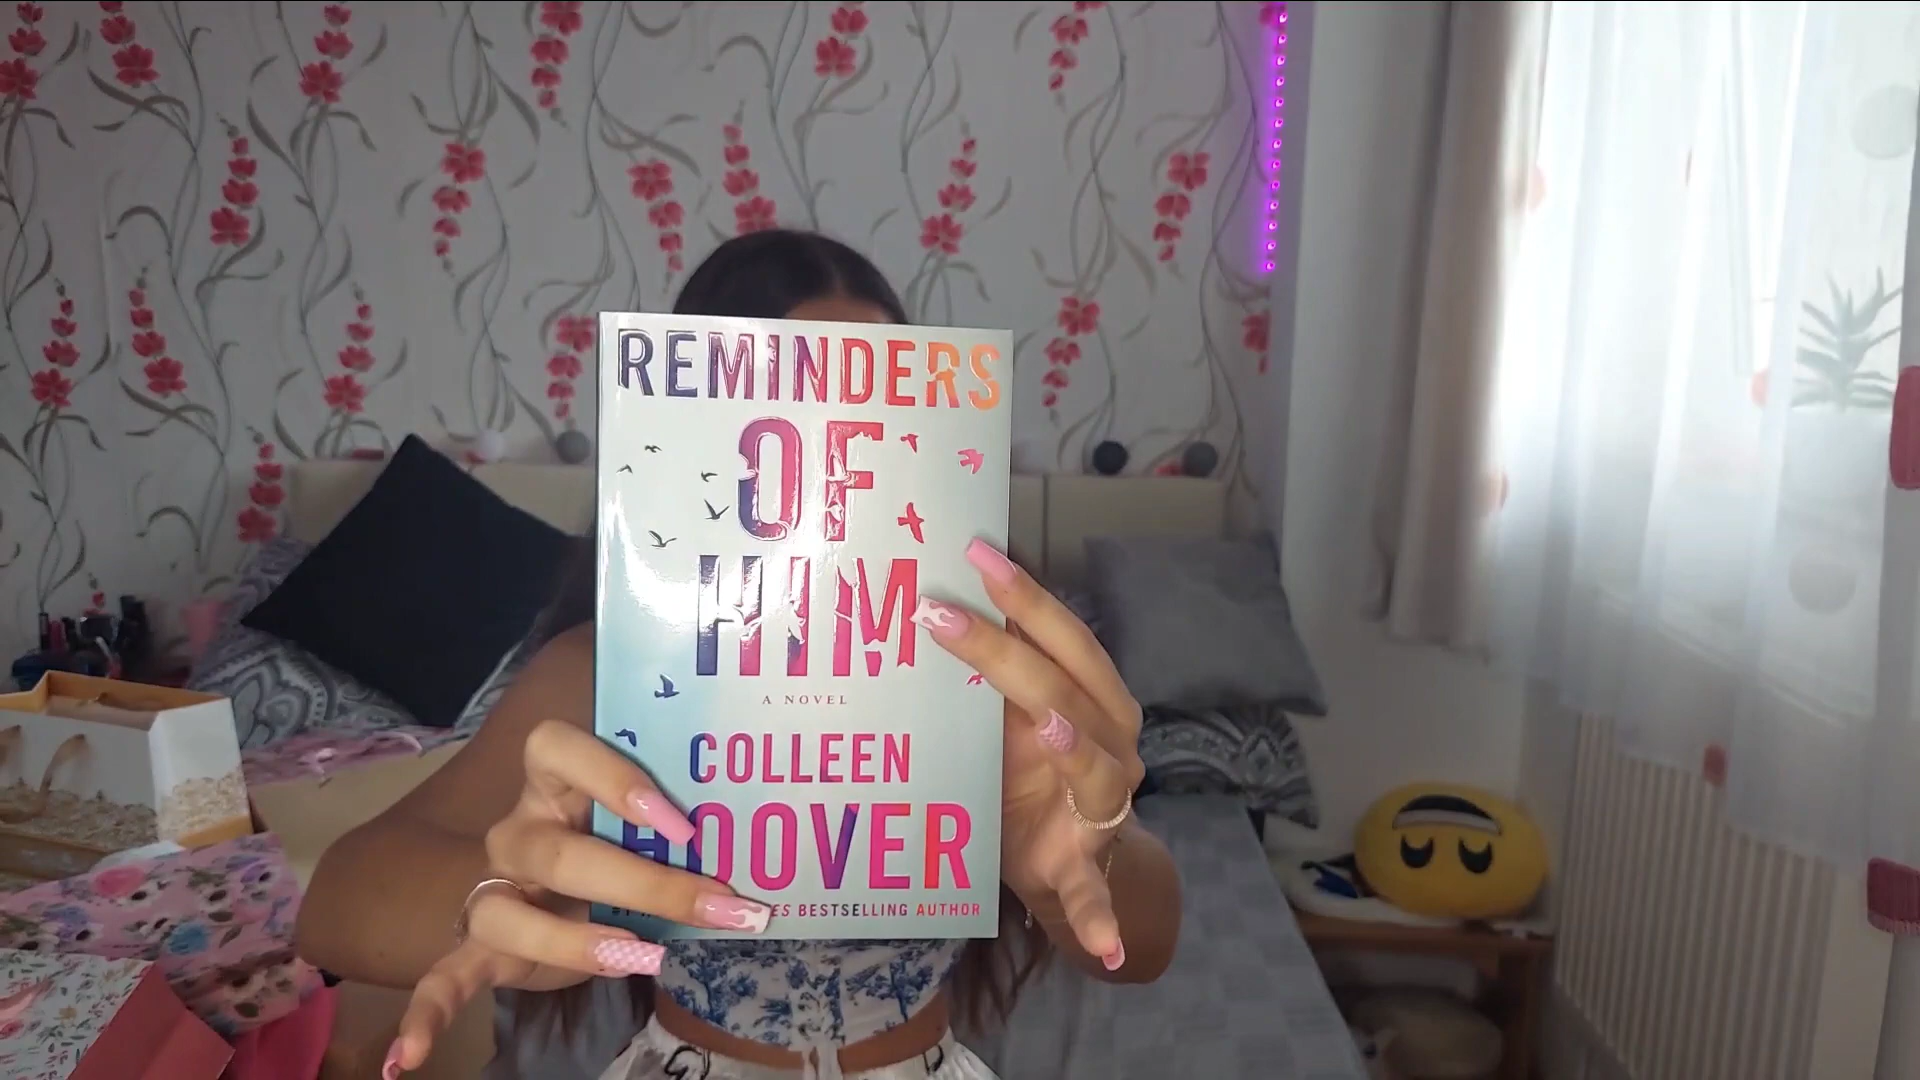 REMINDERS
OF
HIM
A NOVEL
COLLEEN
HOOVER
BESTSELLING AUTHOR